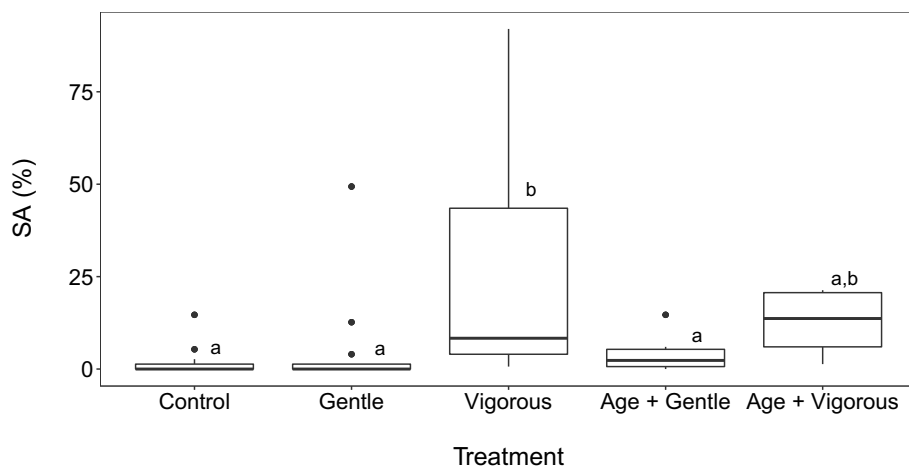 75
50
25
0
SA (%)
a
a
b
a
a,b
Control
Gentle
Vigorous
Age + Gentle
Age + Vigorous
Treatment